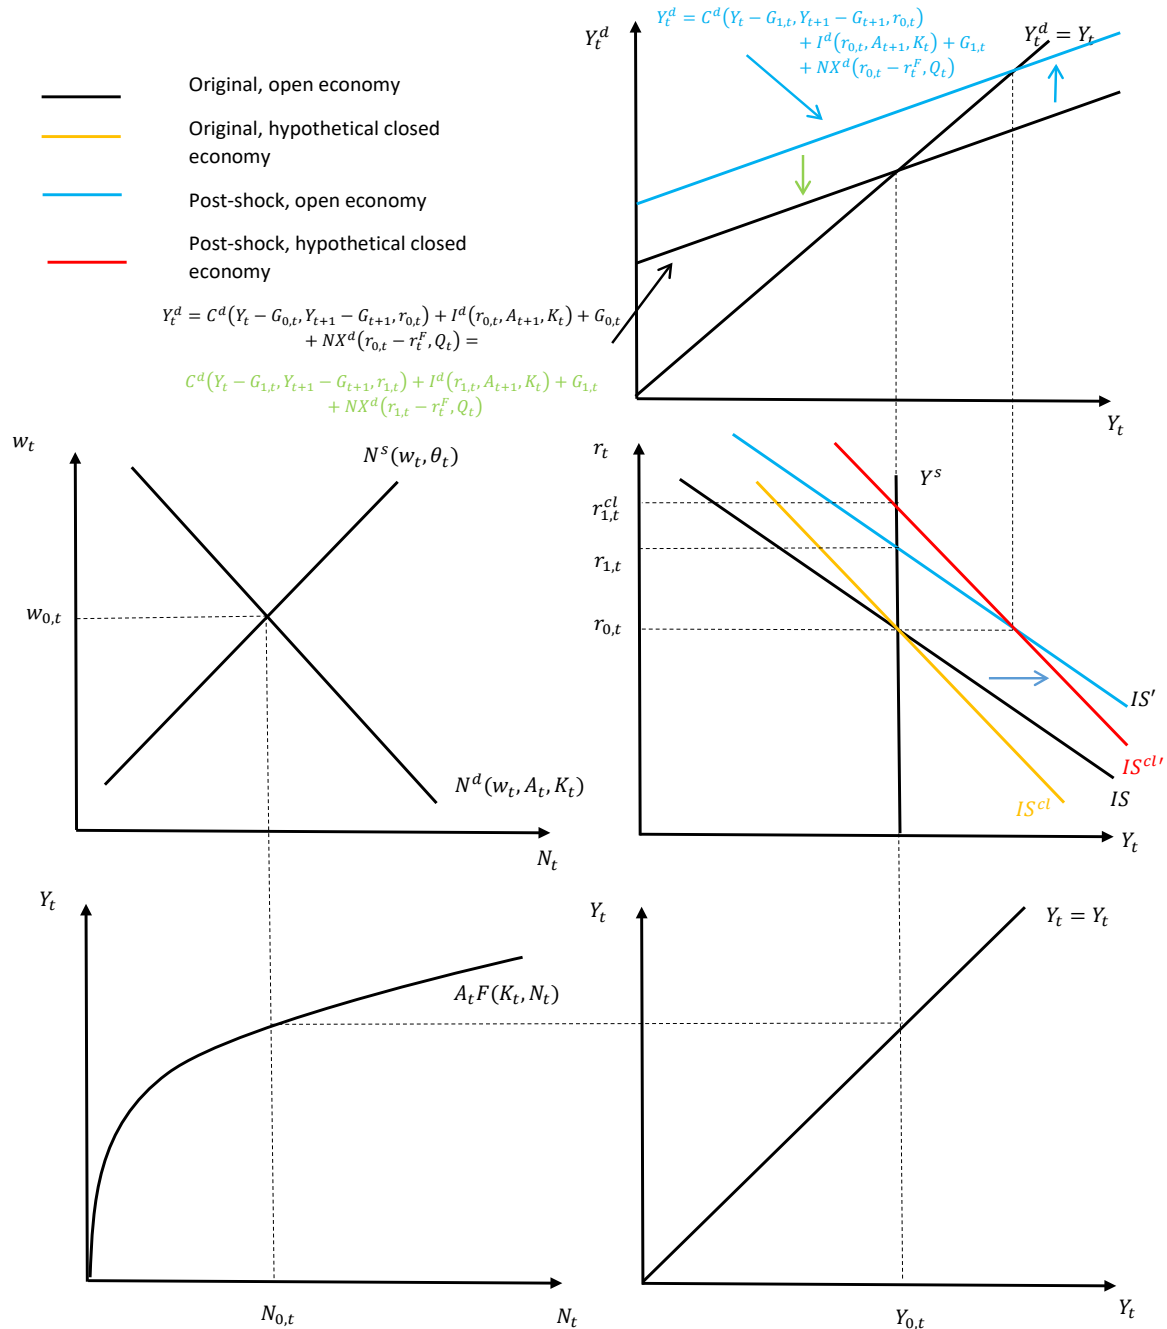 Original, open economy
Original, hypothetical closed
economy
Post-shock, open economy
Post-shock, hypothetical closed
economy
$Y_t^d$
$Y_t^d = C^d(Y_t - G_{1,t}, Y_{t+1} - G_{t+1}, r_{0,t})$
$+ I^d(r_{0,t}, A_{t+1}, K_t) + G_{1,t}$
$+ NX^d(r_{0,t} - r_t^F, Q_t)$
$Y_t^d = Y_t$
$Y_t^d = C^d(Y_t - G_{0,t}, Y_{t+1} - G_{t+1}, r_{0,t}) + I^d(r_{0,t}, A_{t+1}, K_t) + G_{0,t}$
$+ NX^d(r_{0,t} - r_t^F, Q_t) =$
$C^d(Y_t - G_{1,t}, Y_{t+1} - G_{t+1}, r_{1,t}) + I^d(r_{1,t}, A_{t+1}, K_t) + G_{1,t}$
$+ NX^d(r_{1,t} - r_t^F, Q_t)$
$Y_t$
$w_t$
$N^s(w_t, \theta_t)$
$w_{0,t}$
$N^d(w_t, A_t, K_t)$
$N_t$
$r_t$
$Y^s$
$r_{1,t}^{cl}$
$r_{1,t}$
$r_{0,t}$
$IS'$
$IS^{cl\prime}$
$IS$
$IS^{cl}$
$Y_t$
$Y_t$
$A_t F(K_t, N_t)$
$N_{0,t}$
$N_t$
$Y_t$
$Y_t = Y_t$
$Y_{0,t}$
$Y_t$